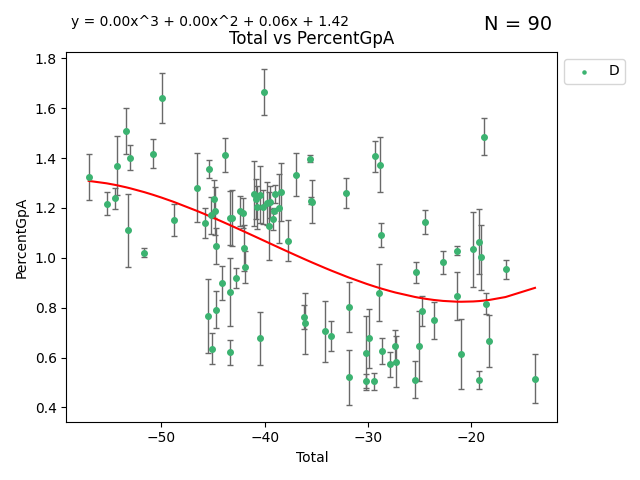 y = 0.00x^3 + 0.00x^2 + 0.06x + 1.42
N = 90
Total vs PercentGpA
D
PercentGpA
1.8
1.6
1.4
1.2
1.0
0.8
0.6
0.4
−50
−40
−30
−20
Total